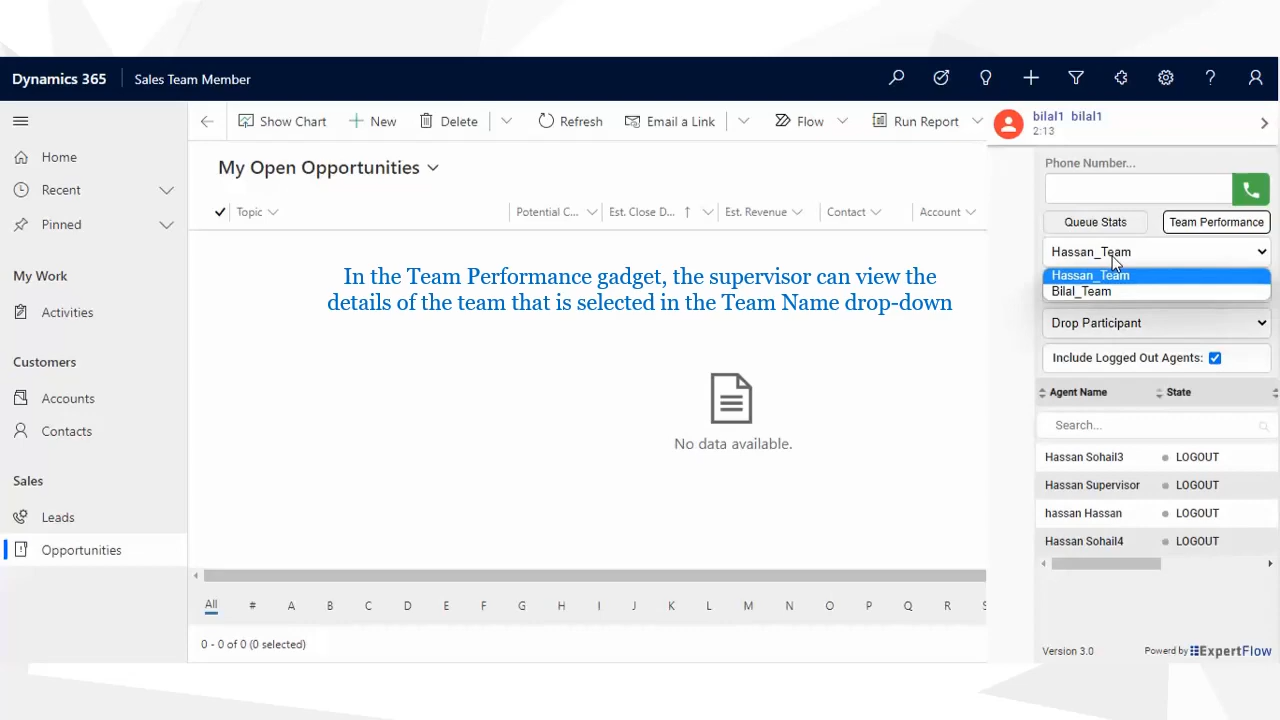 Dynamics 365
Sales Team Member
Show Chart
New
Delete
Refresh
Email a Link
Flow
Run Report
bilal1 bilal1
2:13
Home
Recent
Pinned
My Work
Activities
Customers
Accounts
Contacts
Sales
Leads
Opportunities
My Open Opportunities
Topic
Potential C...
Est. Close D...
Est. Revenue
Contact
Account
In the Team Performance gadget, the supervisor can view the
details of the team that is selected in the Team Name drop-down
No data available.
All # A B C D E F G H I J K L M N O P Q R S
0 - 0 of 0 (0 selected)
Phone Number...
Queue Stats
Team Performance
Hassan_Team
Hassan_Team
Bilal_Team
Drop Participant
Include Logged Out Agents:
Agent Name State
Search...
Hassan Sohail3 LOGOUT
Hassan Supervisor LOGOUT
hassan Hassan LOGOUT
Hassan Sohail4 LOGOUT
Version 3.0
Powerd by ExpertFlow